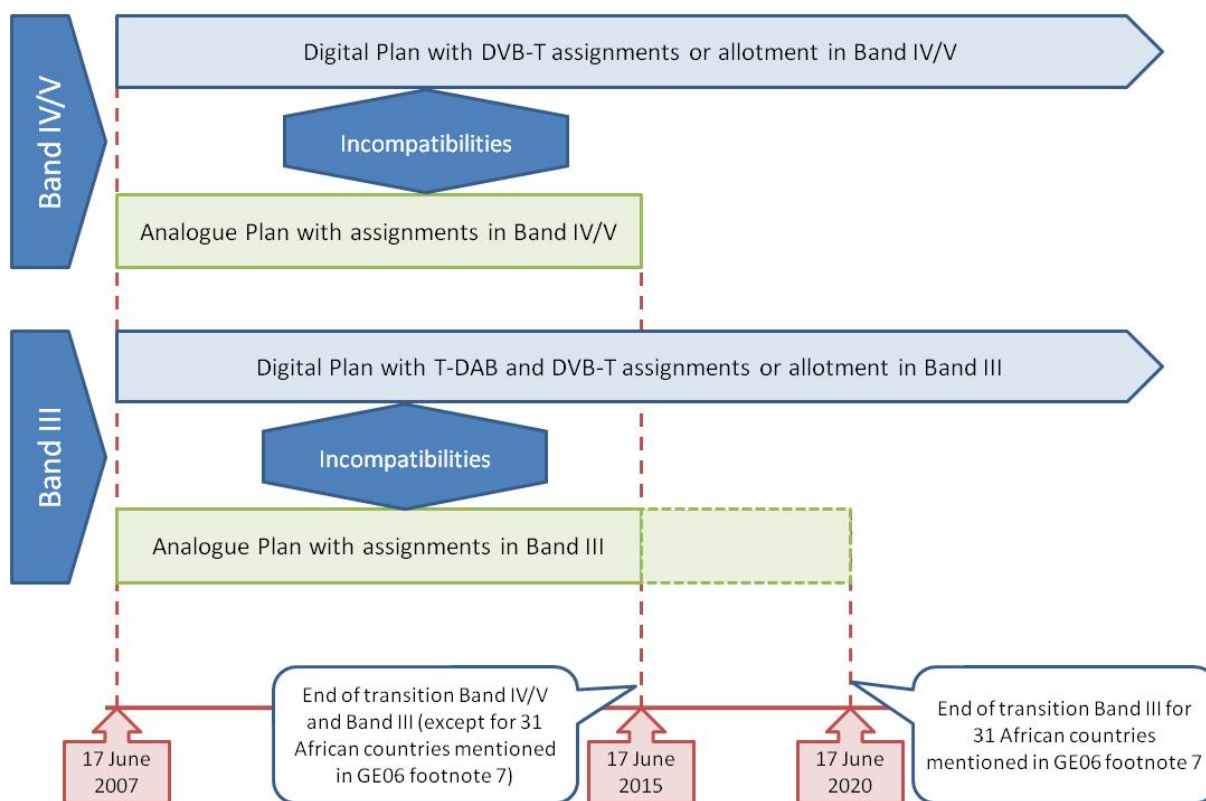 Band IV/V
Digital Plan with DVB-T assignments or allotment in Band IV/V
Incompatibilities
Analogue Plan with assignments in Band IV/V
Band III
Digital Plan with T-DAB and DVB-T assignments or allotment in Band III
Incompatibilities
Analogue Plan with assignments in Band III
End of transition Band IV/V
and Band III (except for 31
African countries mentioned
in GE06 footnote 7)
End of transition Band III for
31 African countries
mentioned in GE06 footnote 7
17 June
2007
17 June
2015
17 June
2020